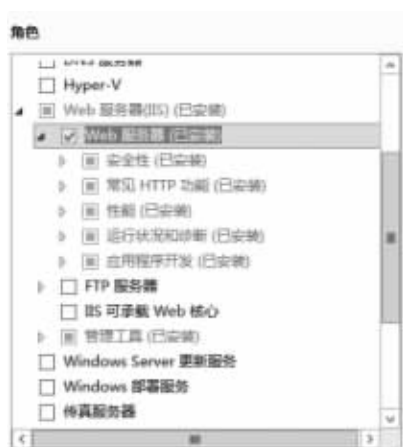 角色
DNS 服务器
Hyper-V
Web 服务器(IIS) (已安装)
Web 服务器 (已安装)
安全性 (已安装)
常见 HTTP 功能 (已安装)
性能 (已安装)
运行状况和诊断 (已安装)
应用程序开发 (已安装)
FTP 服务器
IIS 可承载 Web 核心
管理工具 (已安装)
Windows Server 更新服务
Windows 部署服务
传真服务器